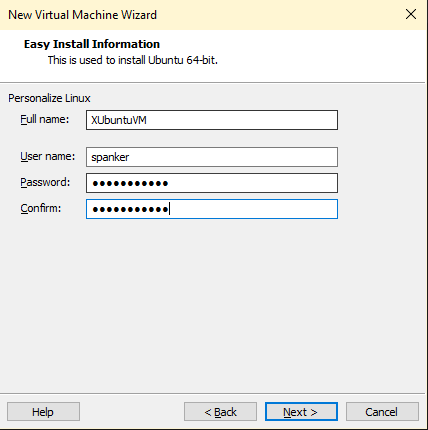 New Virtual Machine Wizard
Easy Install Information
This is used to install Ubuntu 64-bit.
Personalize Linux
Full name: XUbuntuVM
User name: spanker
Password: ●●●●●●●●●●●
Confirm: ●●●●●●●●●●●
Help < Back Next > Cancel